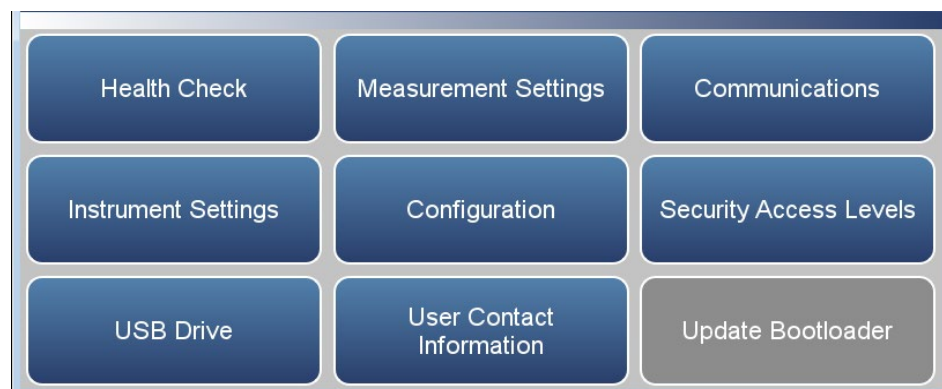 Health Check
Measurement Settings
Communications
Instrument Settings
Configuration
Security Access Levels
USB Drive
User Contact
Information
Update Bootloader